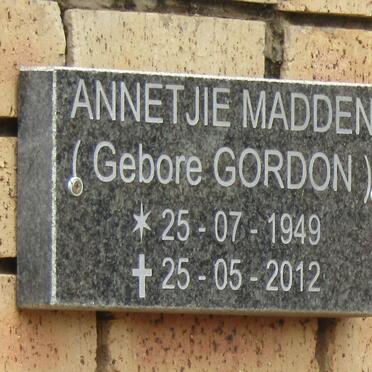 ANNETJIE MADDEN
( Gebore GORDON )
* 25 - 07 - 1949
✝ 25 - 05 - 2012